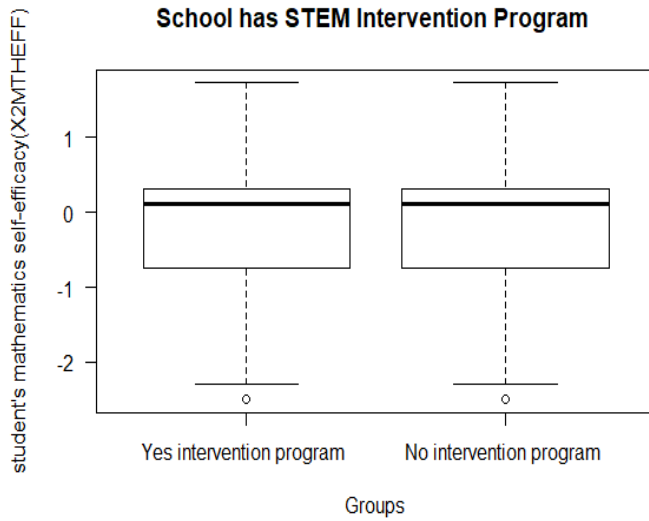 School has STEM Intervention Program
student's mathematics self-efficacy(X2MTHEFF)
1
0
-1
-2
Yes intervention program No intervention program
Groups